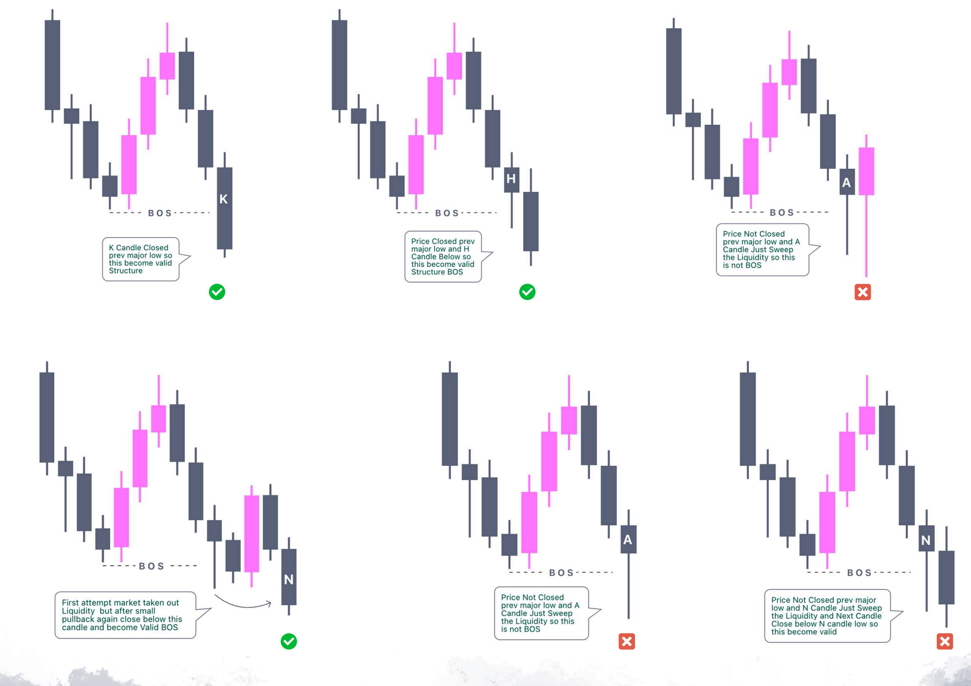 K
BOS
K Candle Closed
prev major low so
this become valid
Structure
H
BOS
Price Closed prev
major low and H
Candle Below so
this become valid
Structure BOS
A
BOS
Price Not Closed
prev major low and A
Candle Just Sweep
the Liquidity so this
is not BOS
BOS
N
First attempt market taken out
Liquidity but after small
pullback again close below this
candle and become Valid BOS
A
BOS
Price Not Closed
prev major low and A
Candle Just Sweep
the Liquidity so this
is not BOS
N
BOS
Price Not Closed prev major
low and N Candle Just Sweep
the Liquidity and Next Candle
Close below N candle low so
this become valid